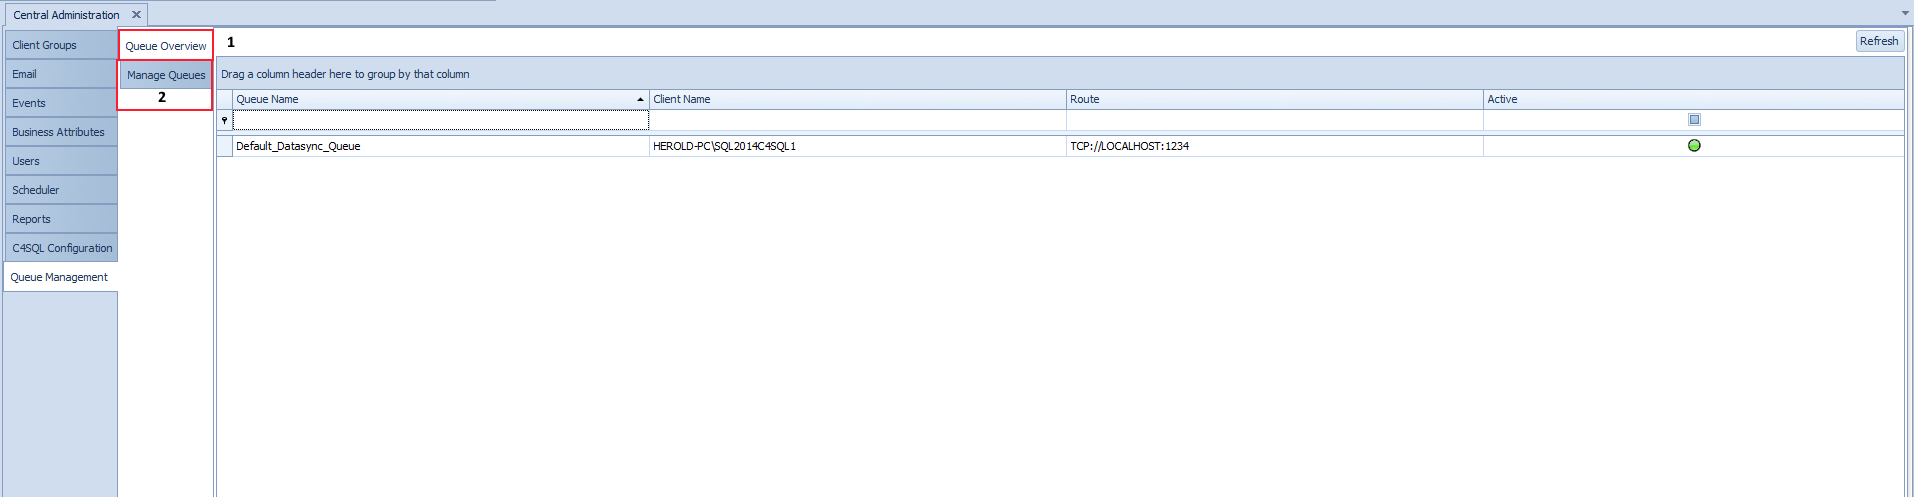 Central Administration
Client Groups
Email
Events
Business Attributes
Users
Scheduler
Reports
C4SQL Configuration
Queue Management
Queue Overview
Manage Queues
1
2
Refresh
Drag a column header here to group by that column
Queue Name Client Name Route Active
Default_Datasync_Queue HEROLD-PC\SQL2014C4SQL1 TCP://LOCALHOST:1234